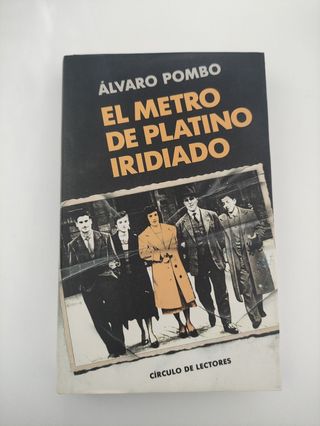 ÁLVARO POMBO
EL METRO
DE PLATINO
IRIDIADO
CÍRCULO DE LECTORES